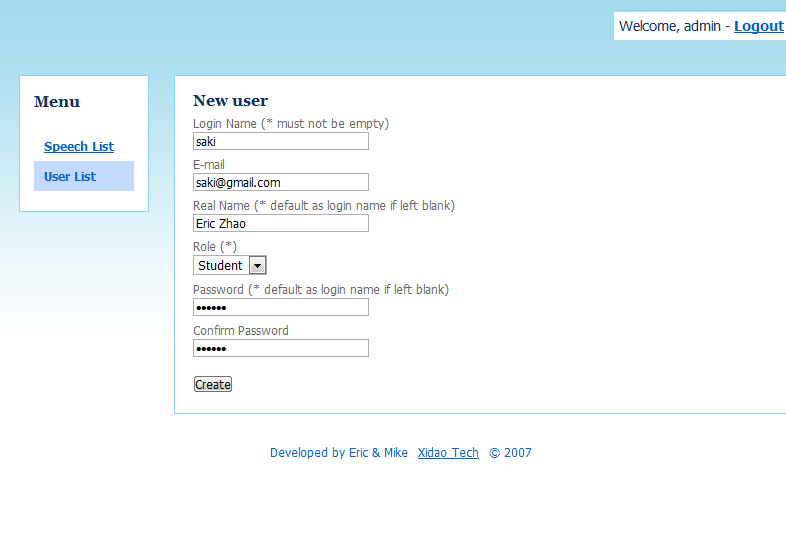 Welcome, admin - Logout
Menu
Speech List
User List
New user
Login Name (* must not be empty)
saki
E-mail
saki@gmail.com
Real Name (* default as login name if left blank)
Eric Zhao
Role (*)
Student
Password (* default as login name if left blank)
••••••
Confirm Password
••••••
Create
Developed by Eric & Mike Xidao Tech © 2007